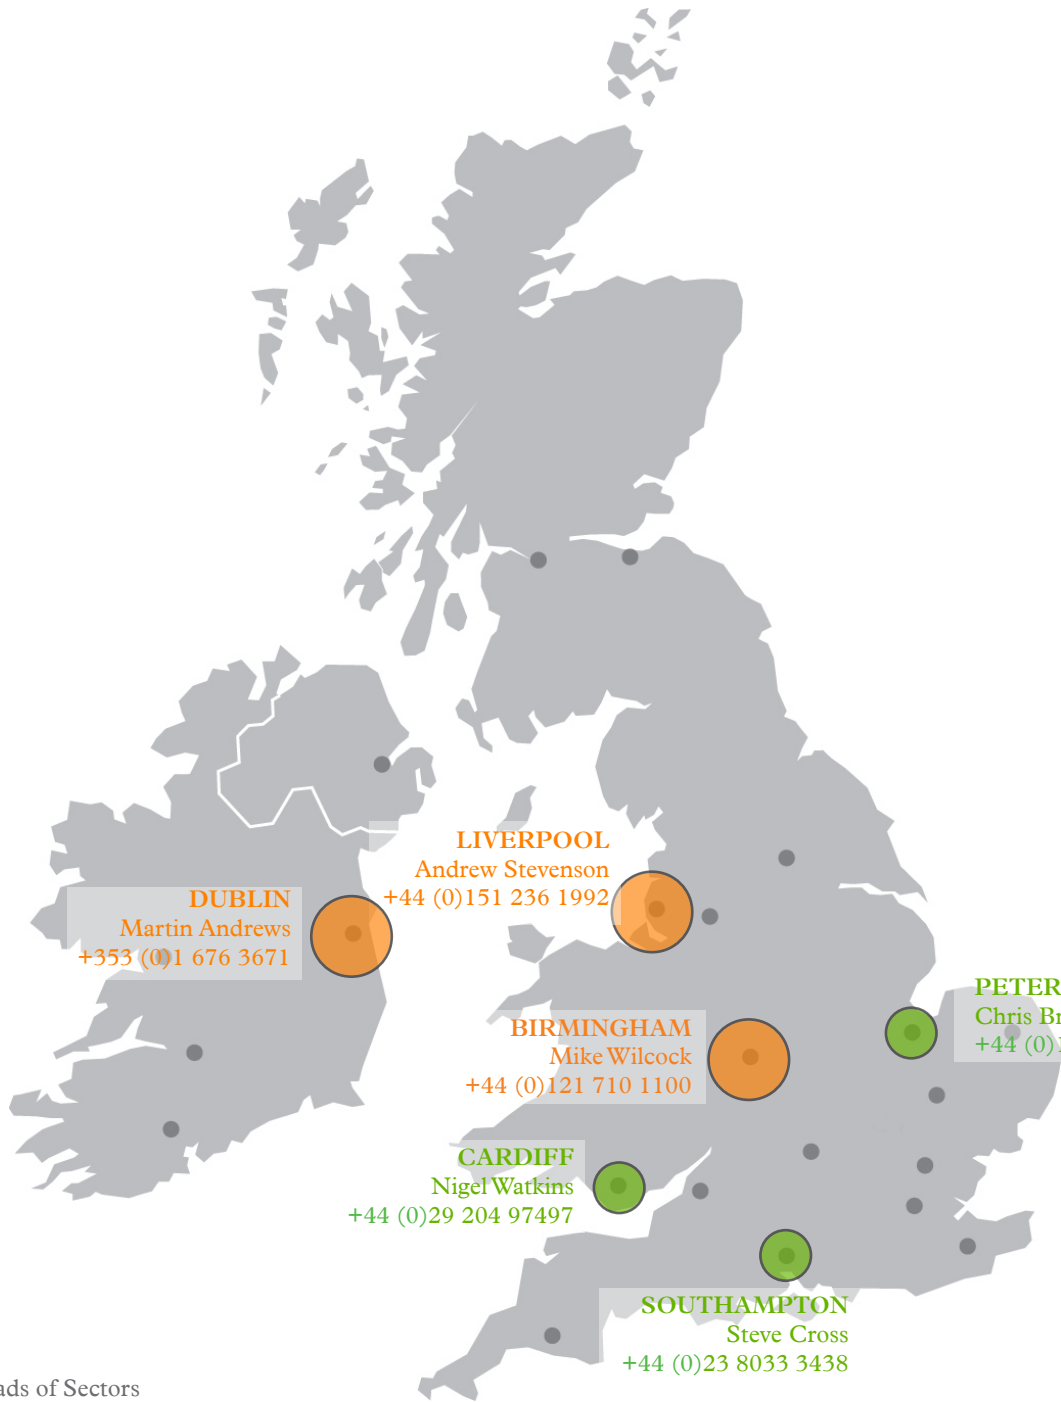 LIVERPOOL
Andrew Stevenson
+44 (0)151 236 1992
DUBLIN
Martin Andrews
+353 (0)1 676 3671
PETER
Chris Br
+44 (0)
BIRMINGHAM
Mike Wilcock
+44 (0)121 710 1100
CARDIFF
Nigel Watkins
+44 (0)29 204 97497
SOUTHAMPTON
Steve Cross
+44 (0)23 8033 3438
ads of Sectors